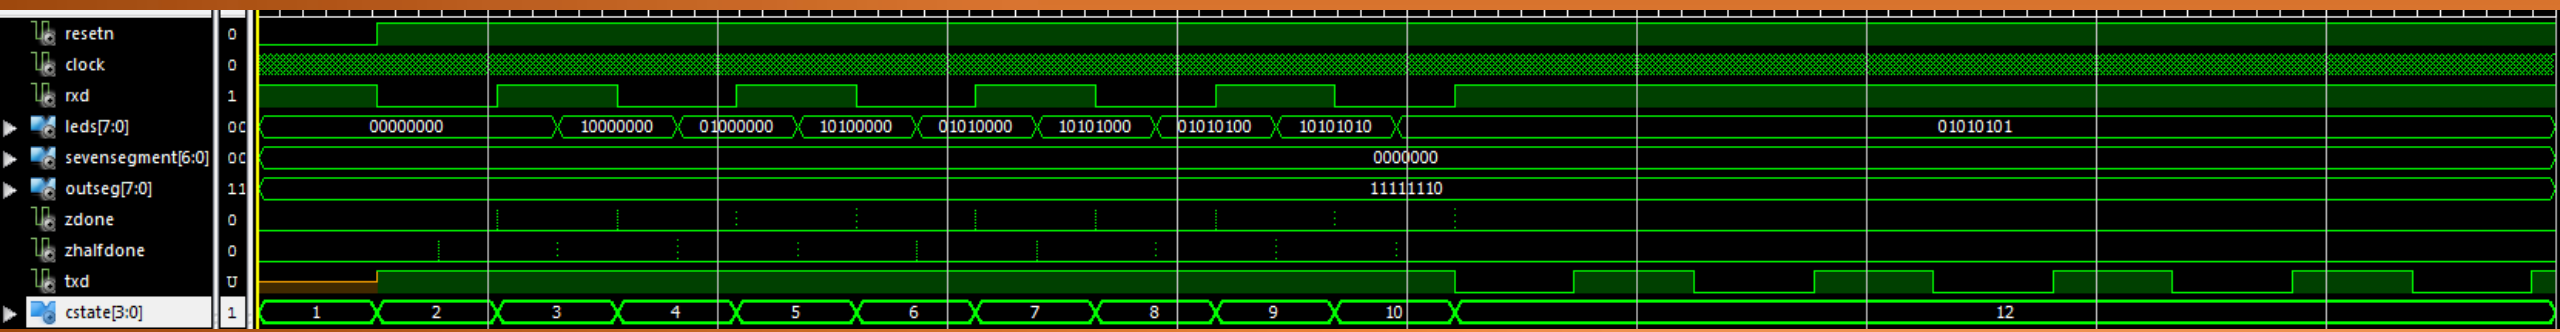 resetn 0
clock 0
rxd 1
leds[7:0] 00 00000000 10000000 01000000 10100000 01010000 10101000 01010100 10101010 01010101
sevensegment[6:0] 00 0000000
outseg[7:0] 11 11111110
zdone 0
zhalfdone 0
txd U
cstate[3:0] 1 1 2 3 4 5 6 7 8 9 10 12